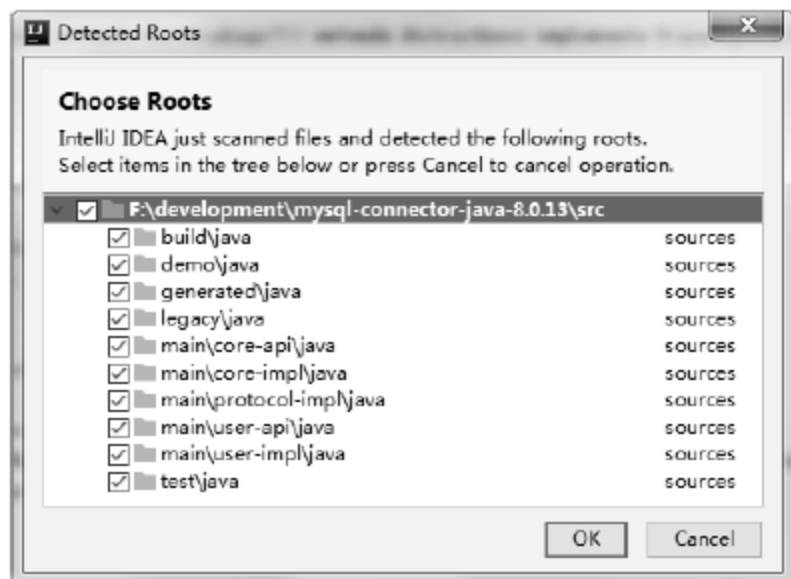 Detected Roots
Choose Roots
IntelliJ IDEA just scanned files and detected the following roots.
Select items in the tree below or press Cancel to cancel operation.
F:\development\mysql-connector-java-8.0.13\src
build\java sources
demo\java sources
generated\java sources
legacy\java sources
main\core-api\java sources
main\core-impl\java sources
main\protocol-impl\java sources
main\user-api\java sources
main\user-impl\java sources
test\java sources
OK Cancel